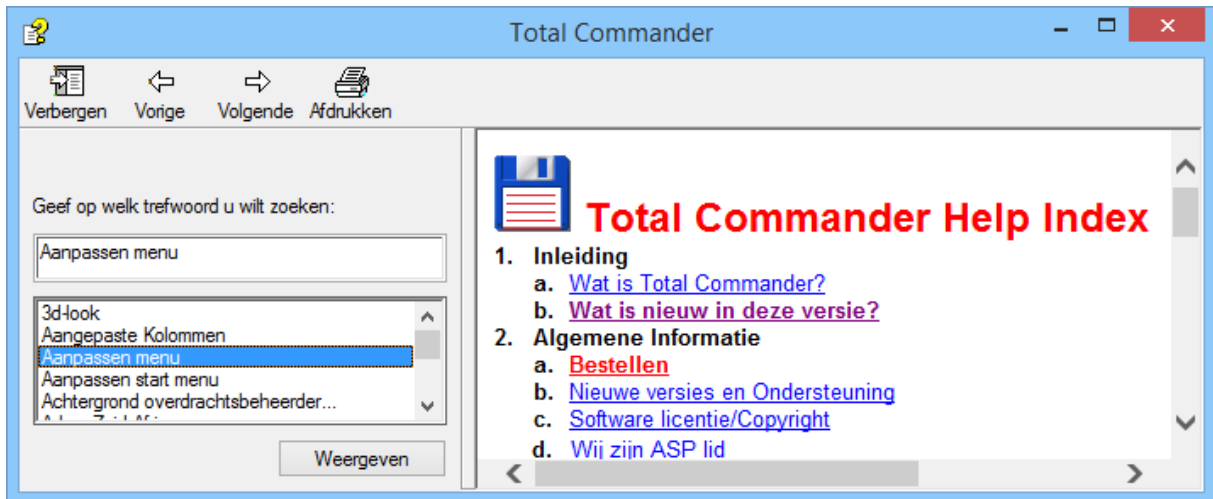 Total Commander
Verbergen Vorige Volgende Afdrukken
Geef op welk trefwoord u wilt zoeken:
Aanpassen menu
3d-look
Aangepaste Kolommen
Aanpassen menu
Aanpassen start menu
Achtergrond overdrachtsbeheerder...
Weergeven
Total Commander Help Index
1. Inleiding
a. Wat is Total Commander?
b. Wat is nieuw in deze versie?
2. Algemene Informatie
a. Bestellen
b. Nieuwe versies en Ondersteuning
c. Software licentie/Copyright
d. Wij zijn ASP lid